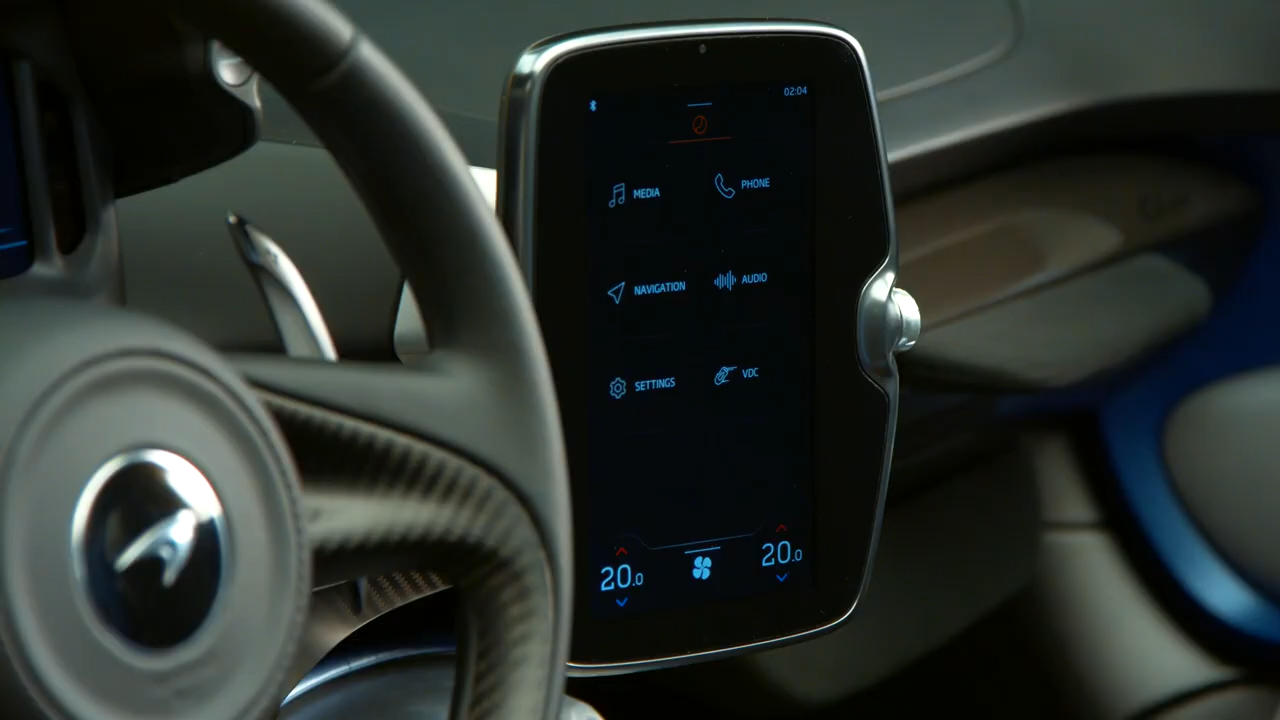 02:04
MEDIA
PHONE
NAVIGATION
AUDIO
SETTINGS
VDC
20.0
20.0